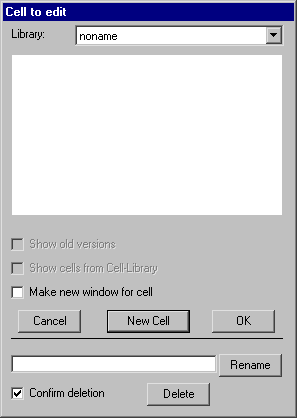 Cell to edit
Library: noname
Show old versions
Show cells from Cell-Library
Make new window for cell
Cancel New Cell OK
Rename
Confirm deletion Delete